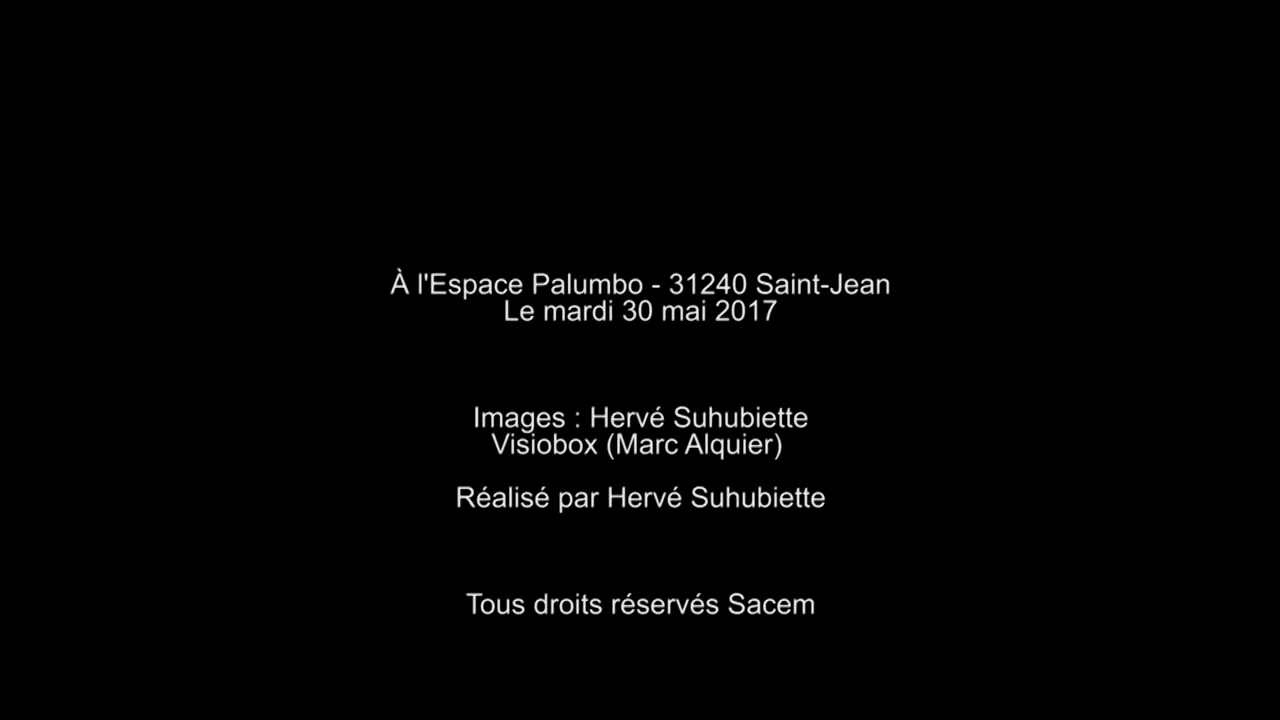 À l'Espace Palumbo - 31240 Saint-Jean
Le mardi 30 mai 2017
Images : Hervé Suhubiette
Visiobox (Marc Alquier)
Réalisé par Hervé Suhubiette
Tous droits réservés Sacem